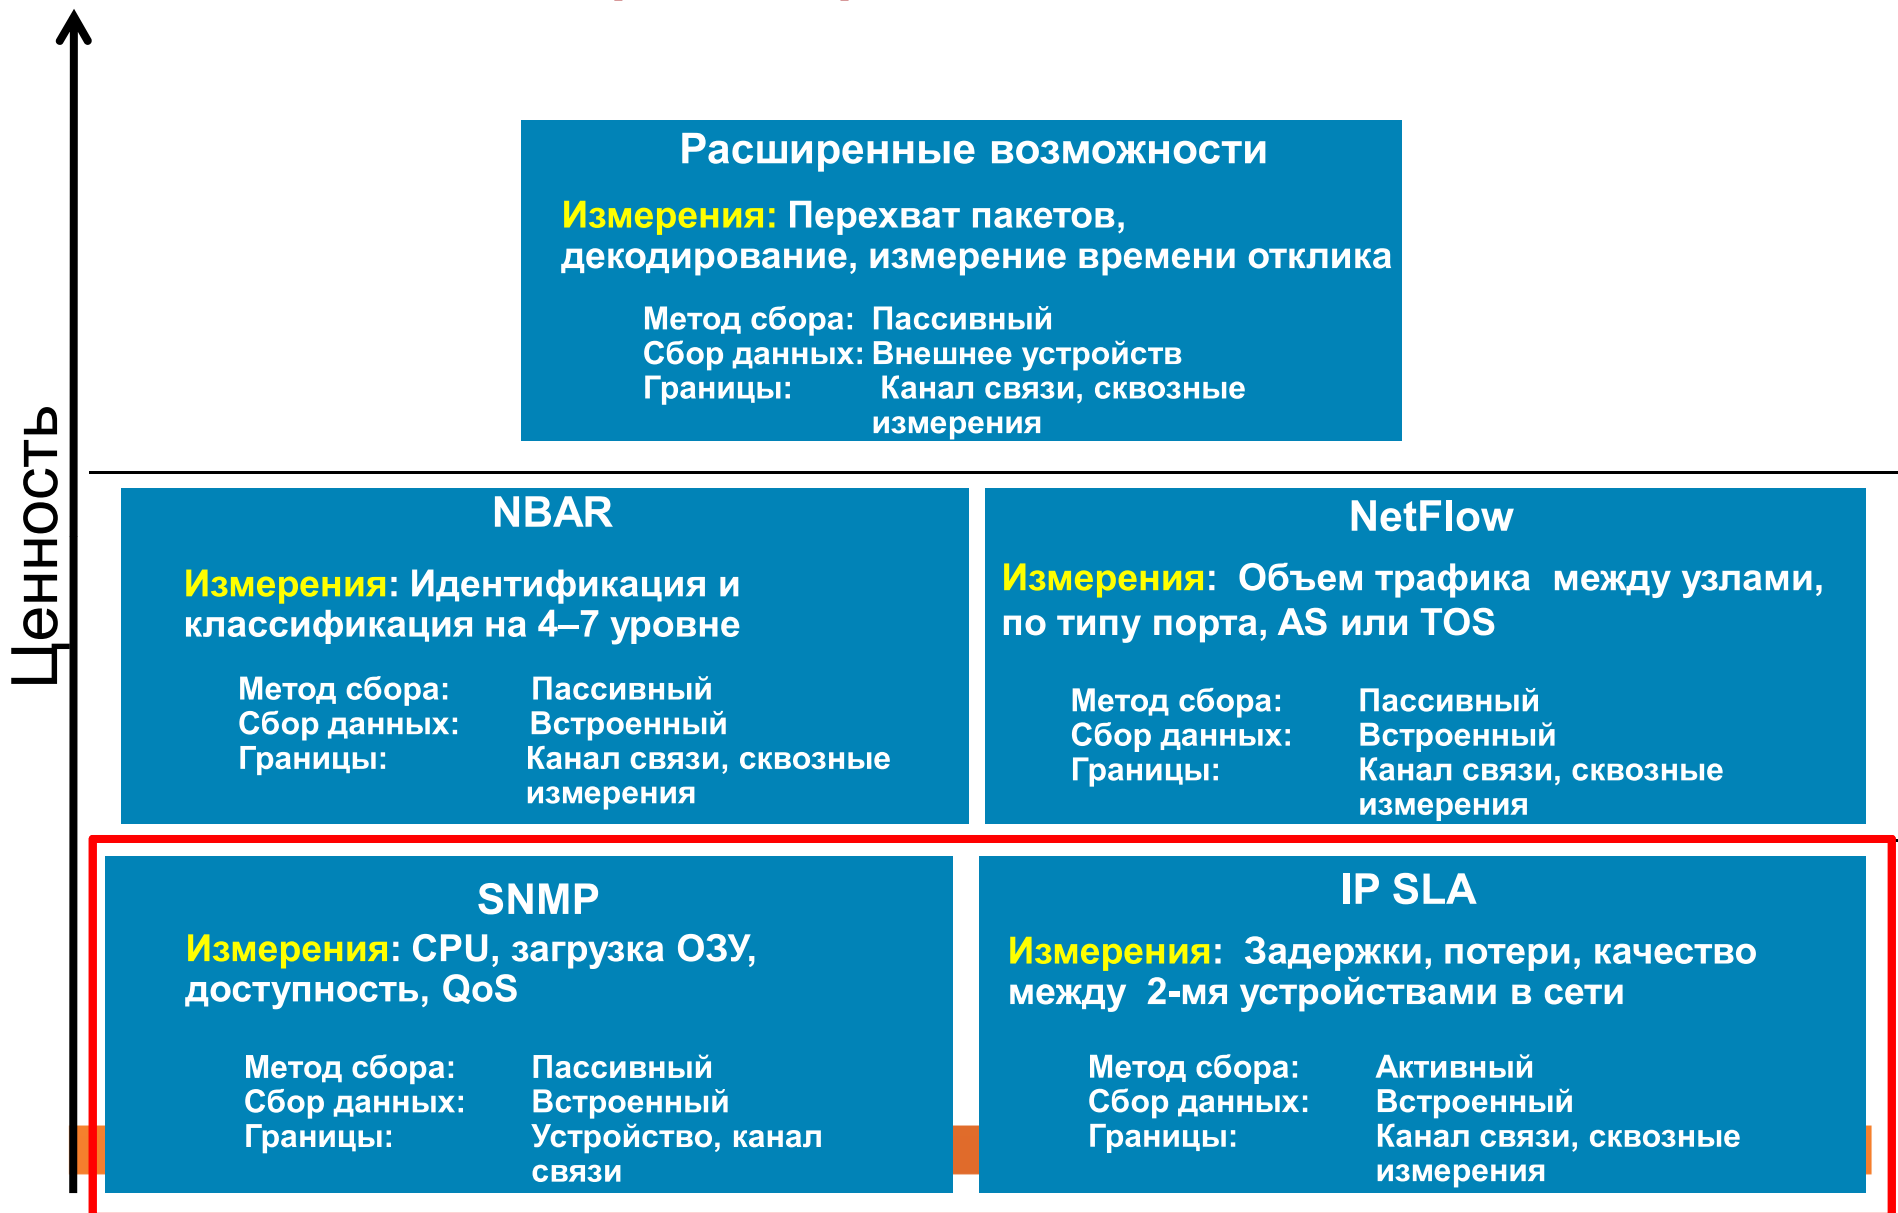 Расширенные возможности
Измерения: Перехват пакетов,
декодирование, измерение времени отклика
Метод сбора: Пассивный
Сбор данных: Внешнее устройств
Границы: Канал связи, сквозные
измерения
Ценность
NBAR
Измерения: Идентификация и
классификация на 4–7 уровне
Метод сбора: Пассивный
Сбор данных: Встроенный
Границы: Канал связи, сквозные
измерения
NetFlow
Измерения: Объем трафика между узлами,
по типу порта, AS или TOS
Метод сбора: Пассивный
Сбор данных: Встроенный
Границы: Канал связи, сквозные
измерения
SNMP
Измерения: CPU, загрузка ОЗУ,
доступность, QoS
Метод сбора: Пассивный
Сбор данных: Встроенный
Границы: Устройство, канал
связи
IP SLA
Измерения: Задержки, потери, качество
между 2-мя устройствами в сети
Метод сбора: Активный
Сбор данных: Встроенный
Границы: Канал связи, сквозные
измерения